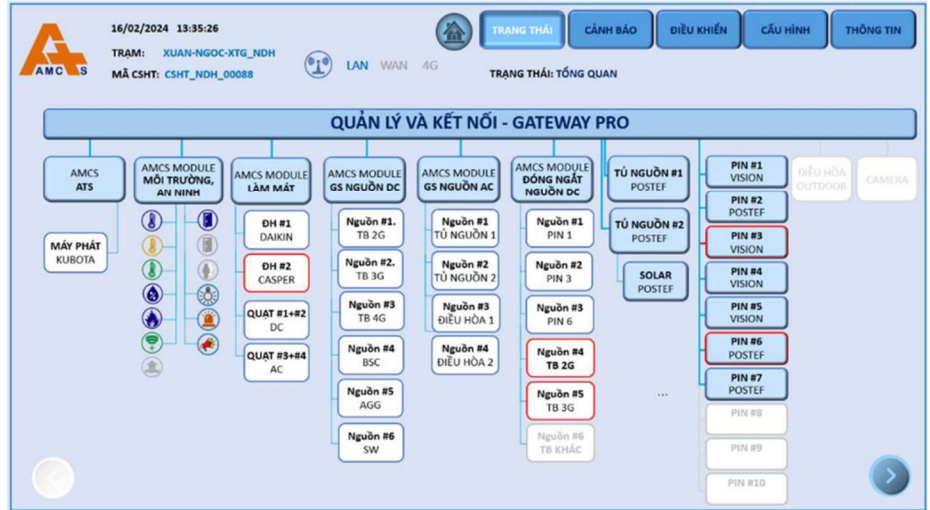 16/02/2024 13:35:26
TRẠM: XUAN-NGOC-XTG_NDH
MÃ CSHT: CSHT_NDH_00088
AMCS
LAN WAN 4G
TRẠNG THÁI
CẢNH BÁO
ĐIỀU KHIỂN
CẤU HÌNH
THÔNG TIN
TRẠNG THÁI: TỔNG QUAN
QUẢN LÝ VÀ KẾT NỐI - GATEWAY PRO
AMCS
ATS
MÁY PHÁT
KUBOTA
AMCS MODULE
MÔI TRƯỜNG,
AN NINH
AMCS MODULE
LÀM MÁT
ĐH #1
DAIKIN
ĐH #2
CASPER
QUẠT #1+#2
DC
QUẠT #3+#4
AC
AMCS MODULE
GS NGUỒN DC
Nguồn #1.
TB 2G
Nguồn #2.
TB 3G
Nguồn #3
TB 4G
Nguồn #4
BSC
Nguồn #5
AGG
Nguồn #6
SW
AMCS MODULE
GS NGUỒN AC
Nguồn #1
TỦ NGUỒN 1
Nguồn #2
TỦ NGUỒN 2
Nguồn #3
ĐIỀU HÒA 1
Nguồn #4
ĐIỀU HÒA 2
AMCS MODULE
ĐÓNG NGẮT
NGUỒN DC
Nguồn #1
PIN 1
Nguồn #2
PIN 3
Nguồn #3
PIN 6
Nguồn #4
TB 2G
Nguồn #5
TB 3G
Nguồn #6
TB KHÁC
TỦ NGUỒN #1
POSTEF
TỦ NGUỒN #2
POSTEF
SOLAR
POSTEF
...
PIN #1
VISION
PIN #2
POSTEF
PIN #3
VISION
PIN #4
VISION
PIN #5
VISION
PIN #6
POSTEF
PIN #7
POSTEF
PIN #8
PIN #9
PIN #10
ĐIỀU HÒA
OUTDOOR
CAMERA